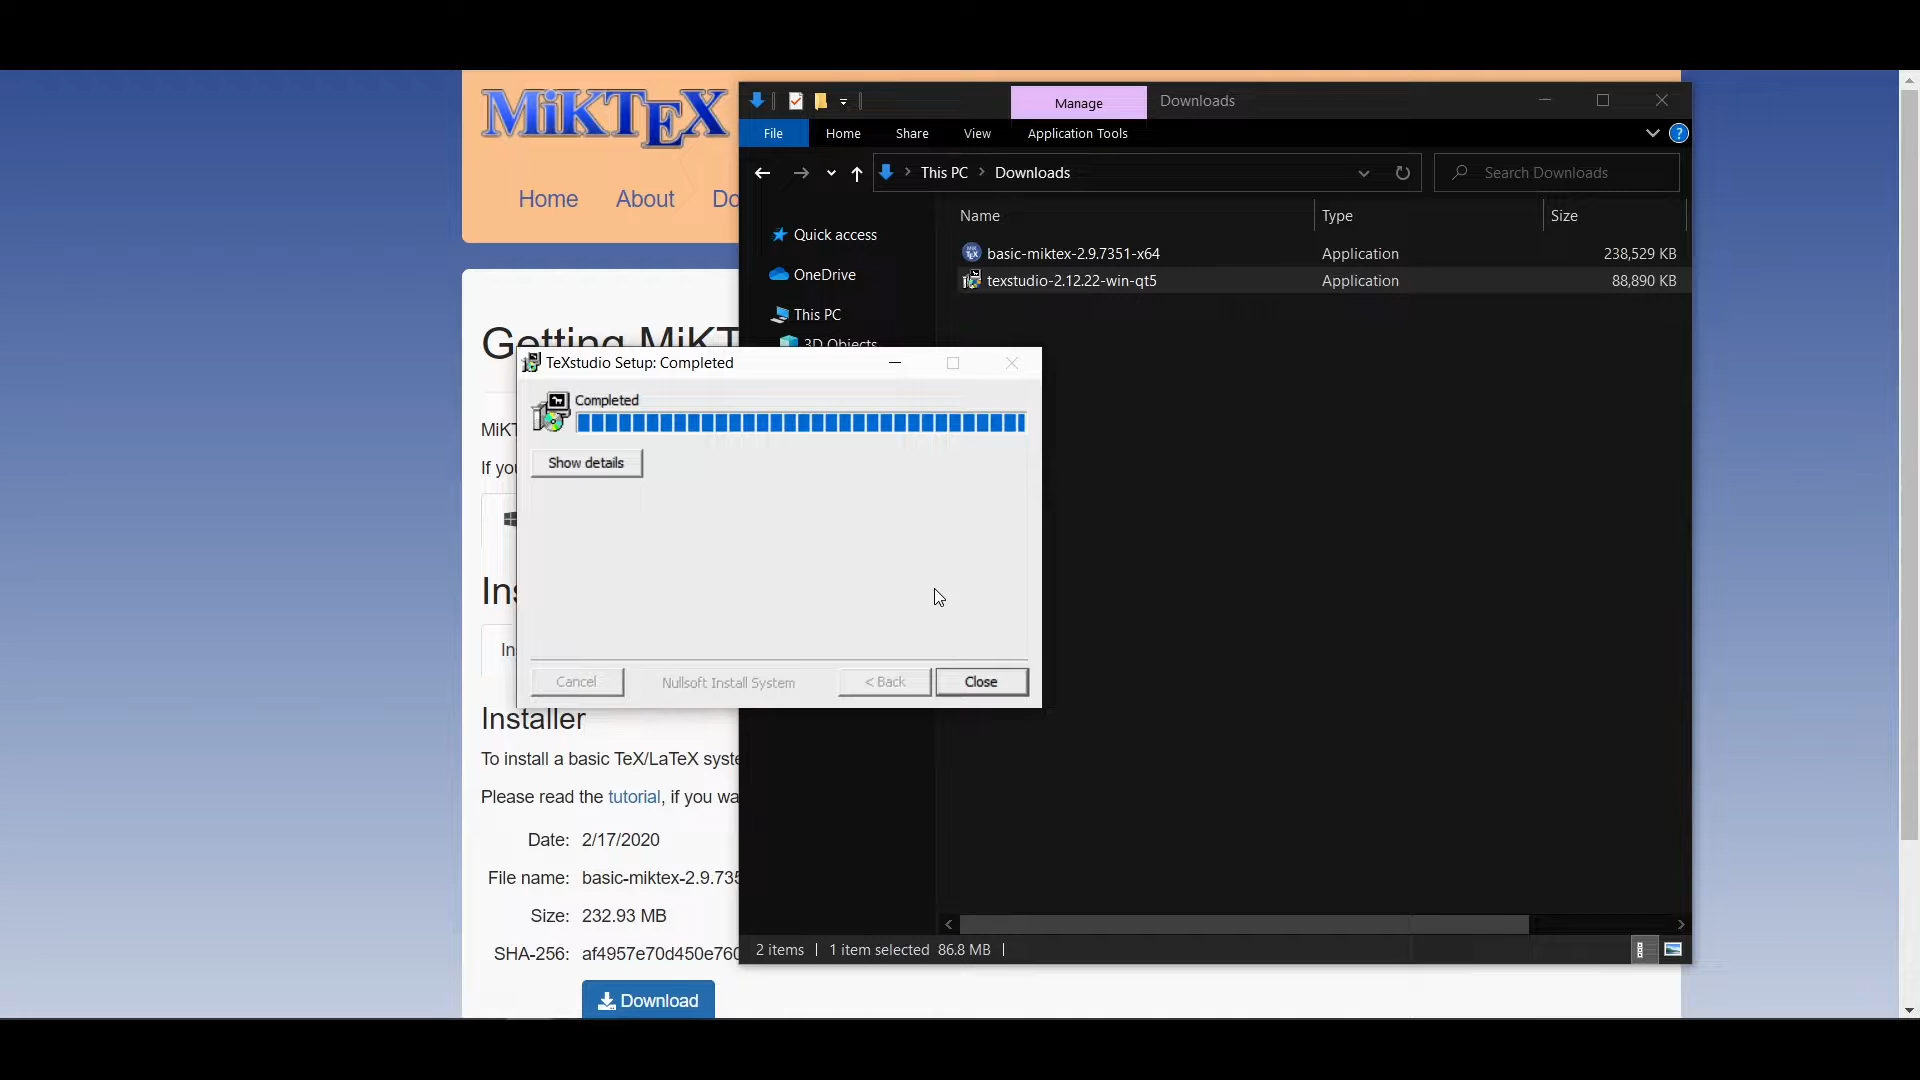 MiKTEX
Home
About
Do
Manage
Downloads
File
Home
Share
View
Application Tools
?
This PC
Downloads
Search Downloads
Name
Type
Size
Quick access
OneDrive
This PC
3D Objects
basic-miktex-2.9.7351-x64
Application
238,529 KB
texstudio-2.12.22-win-qt5
Application
88,890 KB
Getting MiKT
TeXstudio Setup: Completed
Completed
Show details
Cancel
Nullsoft Install System
< Back
Close
MiKT
If you
Ins
Ins
Installer
To install a basic TeX/LaTeX syste
Please read the tutorial, if you wa
Date: 2/17/2020
File name: basic-miktex-2.9.735
Size: 232.93 MB
SHA-256: af4957e70d450e760
Download
2 items
1 item selected 86.8 MB